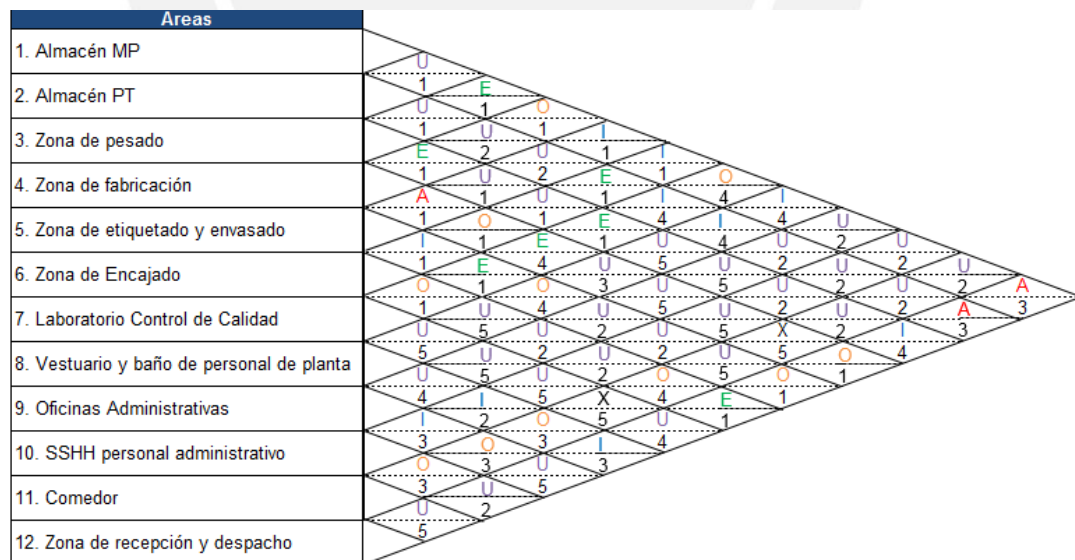 Areas
1. Almacén MP
U
1 E
2. Almacén PT
U 1 O
1 U 1 I
3. Zona de pesado
E 2 U 1 I
1 U 2 E 1 O
4. Zona de fabricación
A 1 U 1 I 4 I
1 O 1 E 4 I 4 U
5. Zona de etiquetado y envasado
I 1 E 1 U 4 U 2 U
1 E 4 U 5 U 2 U 2 U
6. Zona de Encajado
O 1 O 3 U 5 U 2 U 2 A
1 U 4 U 5 U 2 U 2 A 3
7. Laboratorio Control de Calidad
U 5 U 2 U 5 X 2 I 3
5 U 2 U 2 U 5 O 4
8. Vestuario y baño de personal de planta
U 5 U 2 O 5 O 1
4 I 5 X 4 E 1
9. Oficinas Administrativas
I 2 O 5 U 1
3 O 3 I 4
10. SSHH personal administrativo
O 3 U 3
3 U 5
11. Comedor
U 2
5
12. Zona de recepción y despacho